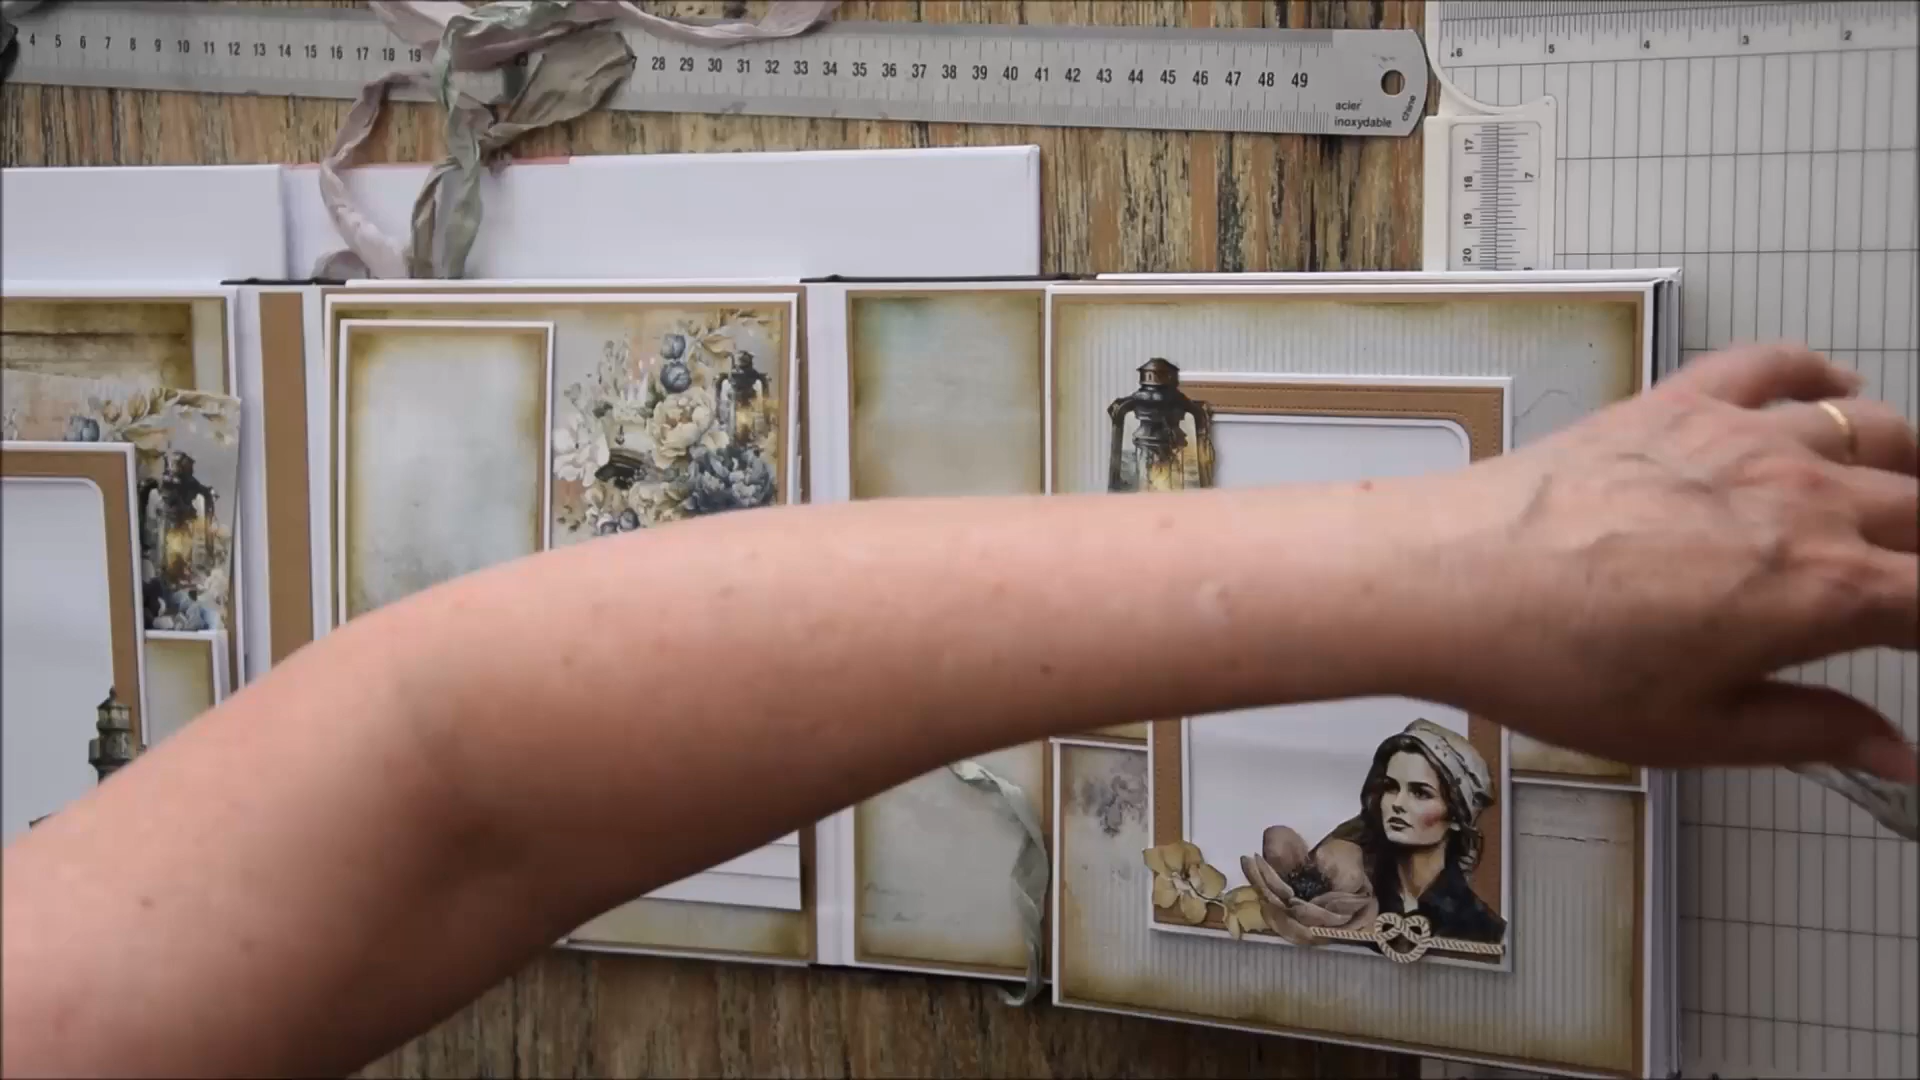 4 5 6 7 8 9 10 11 12 13 14 15 16 17 18 19 28 29 30 31 32 33 34 35 36 37 38 39 40 41 42 43 44 45 46 47 48 49
acier
inoxydable
china
6 5 4 3 2
17
7
18
19
20